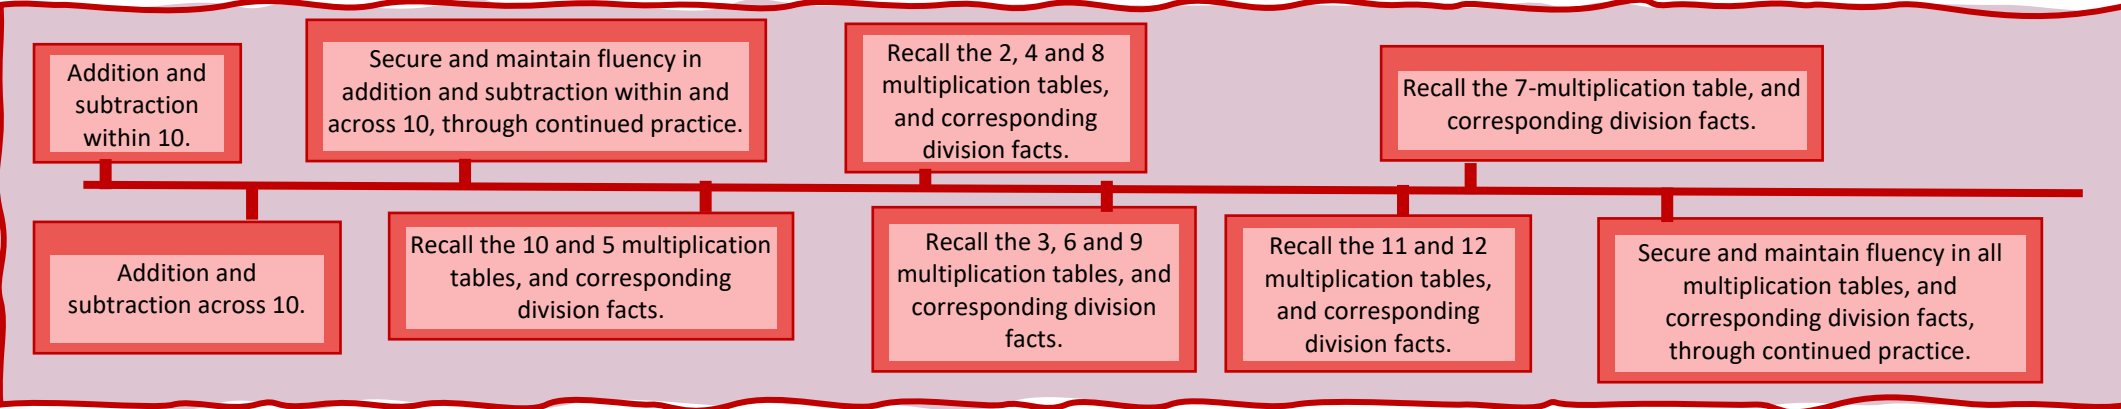 Addition and
subtraction
within 10.
Addition and
subtraction across 10.
Secure and maintain fluency in
addition and subtraction within and
across 10, through continued practice.
Recall the 10 and 5 multiplication
tables, and corresponding
division facts.
Recall the 2, 4 and 8
multiplication tables,
and corresponding
division facts.
Recall the 3, 6 and 9
multiplication tables, and
corresponding division
facts.
Recall the 11 and 12
multiplication tables,
and corresponding
division facts.
Recall the 7-multiplication table, and
corresponding division facts.
Secure and maintain fluency in all
multiplication tables, and
corresponding division facts,
through continued practice.